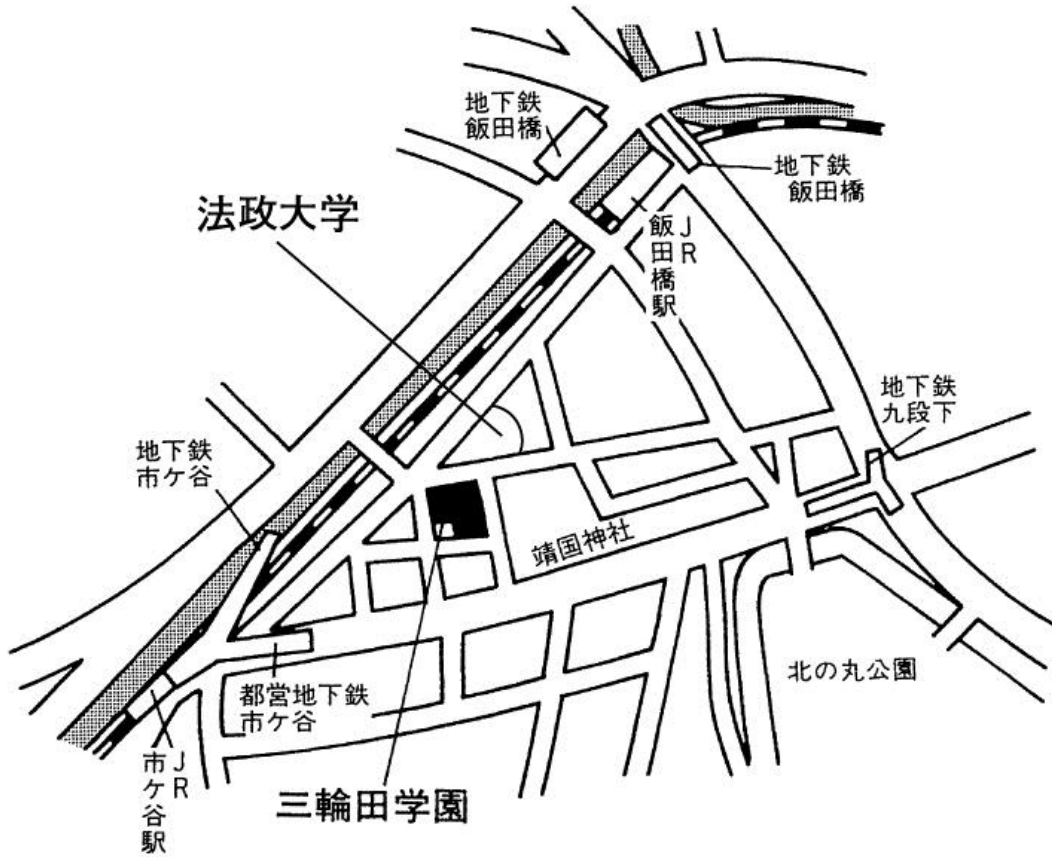 地下鉄
飯田橋
地下鉄
飯田橋
法政大学
JR
飯田橋駅
地下鉄
九段下
地下鉄
市ケ谷
靖国神社
北の丸公園
都営地下鉄
市ケ谷
JR
市ケ谷駅
三輪田学園